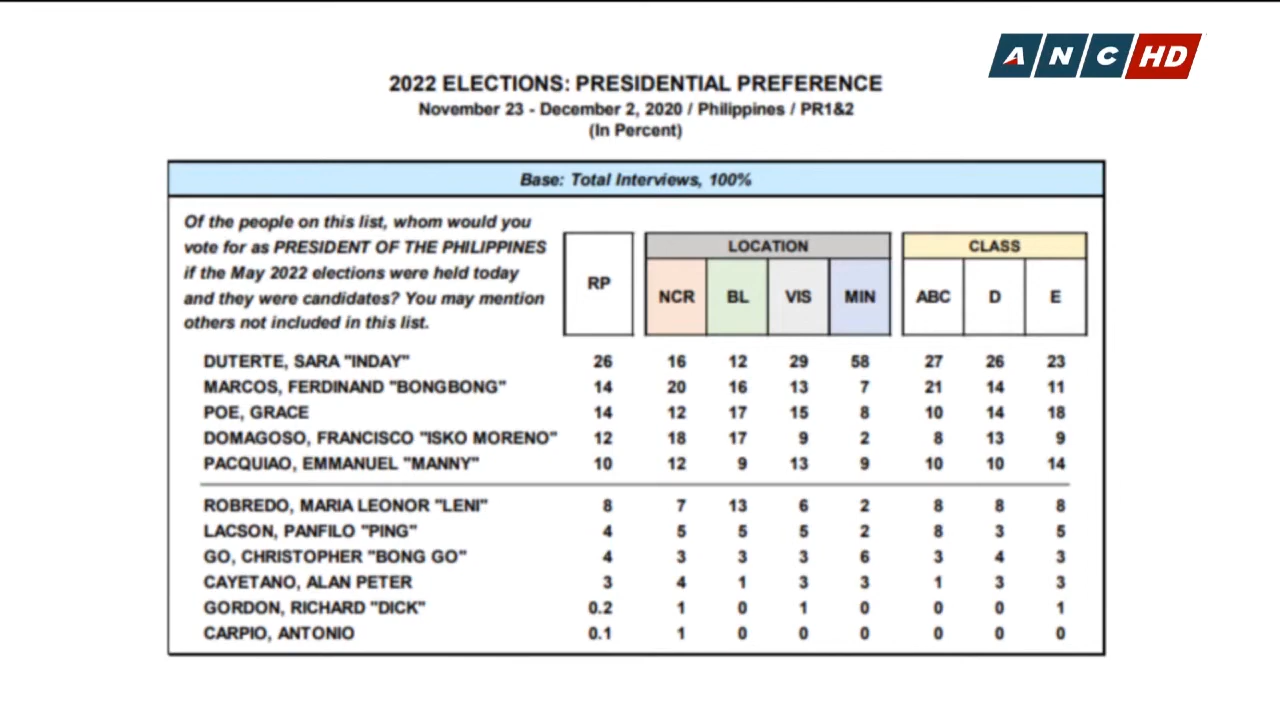 ANC HD
2022 ELECTIONS: PRESIDENTIAL PREFERENCE
November 23 - December 2, 2020 / Philippines / PR1&2
(In Percent)
Base: Total Interviews, 100%
Of the people on this list, whom would you
vote for as PRESIDENT OF THE PHILIPPINES
if the May 2022 elections were held today
and they were candidates? You may mention
others not included in this list.
RP
LOCATION
NCR BL VIS MIN
CLASS
ABC D E
DUTERTE, SARA "INDAY" 26 16 12 29 58 27 26 23
MARCOS, FERDINAND "BONGBONG" 14 20 16 13 7 21 14 11
POE, GRACE 14 12 17 15 8 10 14 18
DOMAGOSO, FRANCISCO "ISKO MORENO" 12 18 17 9 2 8 13 9
PACQUIAO, EMMANUEL "MANNY" 10 12 9 13 9 10 10 14
ROBREDO, MARIA LEONOR "LENI" 8 7 13 6 2 8 8 8
LACSON, PANFILO "PING" 4 5 5 5 2 8 3 5
GO, CHRISTOPHER "BONG GO" 4 3 3 3 6 3 4 3
CAYETANO, ALAN PETER 3 4 1 3 3 1 3 3
GORDON, RICHARD "DICK" 0.2 1 0 1 0 0 0 1
CARPIO, ANTONIO 0.1 1 0 0 0 0 0 0